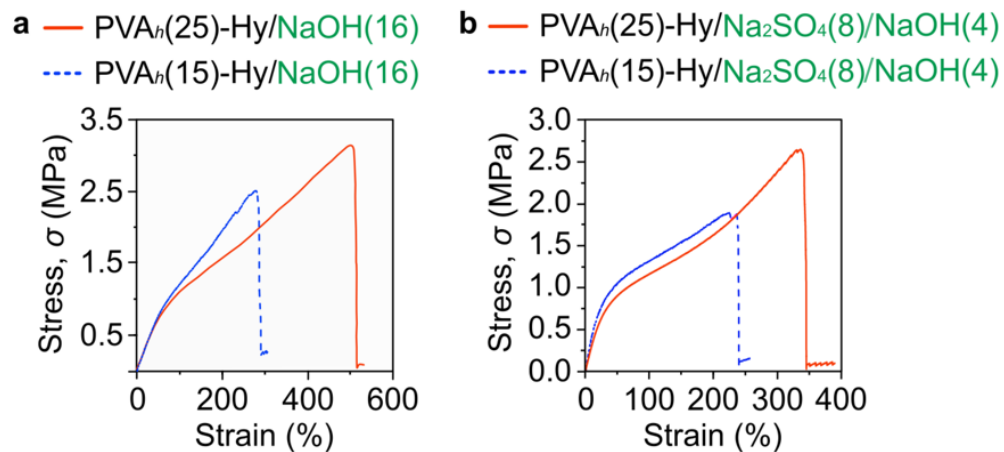 a PVAₕ(25)-Hy/NaOH(16)
PVAₕ(15)-Hy/NaOH(16)
3.5
2.5
1.5
0.5
0 200 400 600
Stress, σ (MPa)
Strain (%)
b PVAₕ(25)-Hy/Na₂SO₄(8)/NaOH(4)
PVAₕ(15)-Hy/Na₂SO₄(8)/NaOH(4)
3.0
2.5
2.0
1.5
1.0
0.5
0.0
0 100 200 300 400
Stress, σ (MPa)
Strain (%)